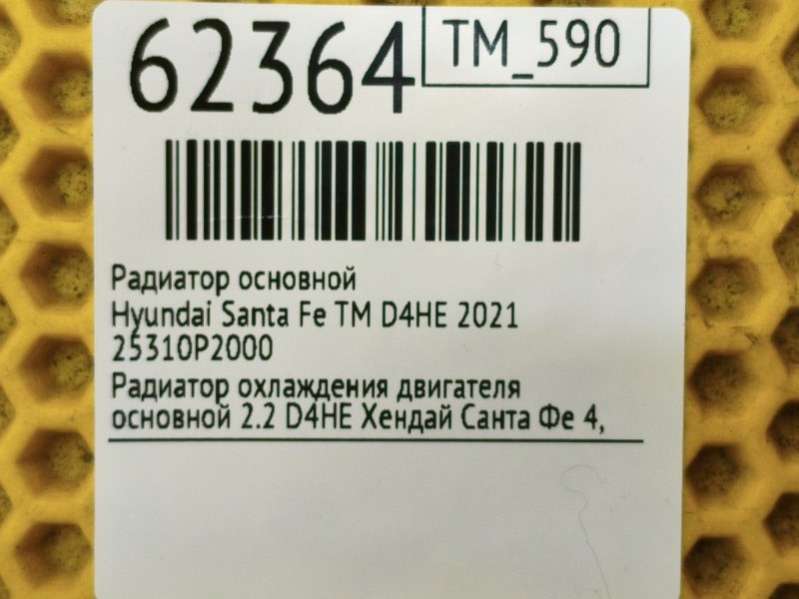 62364
TM_590
Радиатор основной
Hyundai Santa Fe TM D4HE 2021
25310P2000
Радиатор охлаждения двигателя
основной 2.2 D4HE Хендай Санта Фе 4,